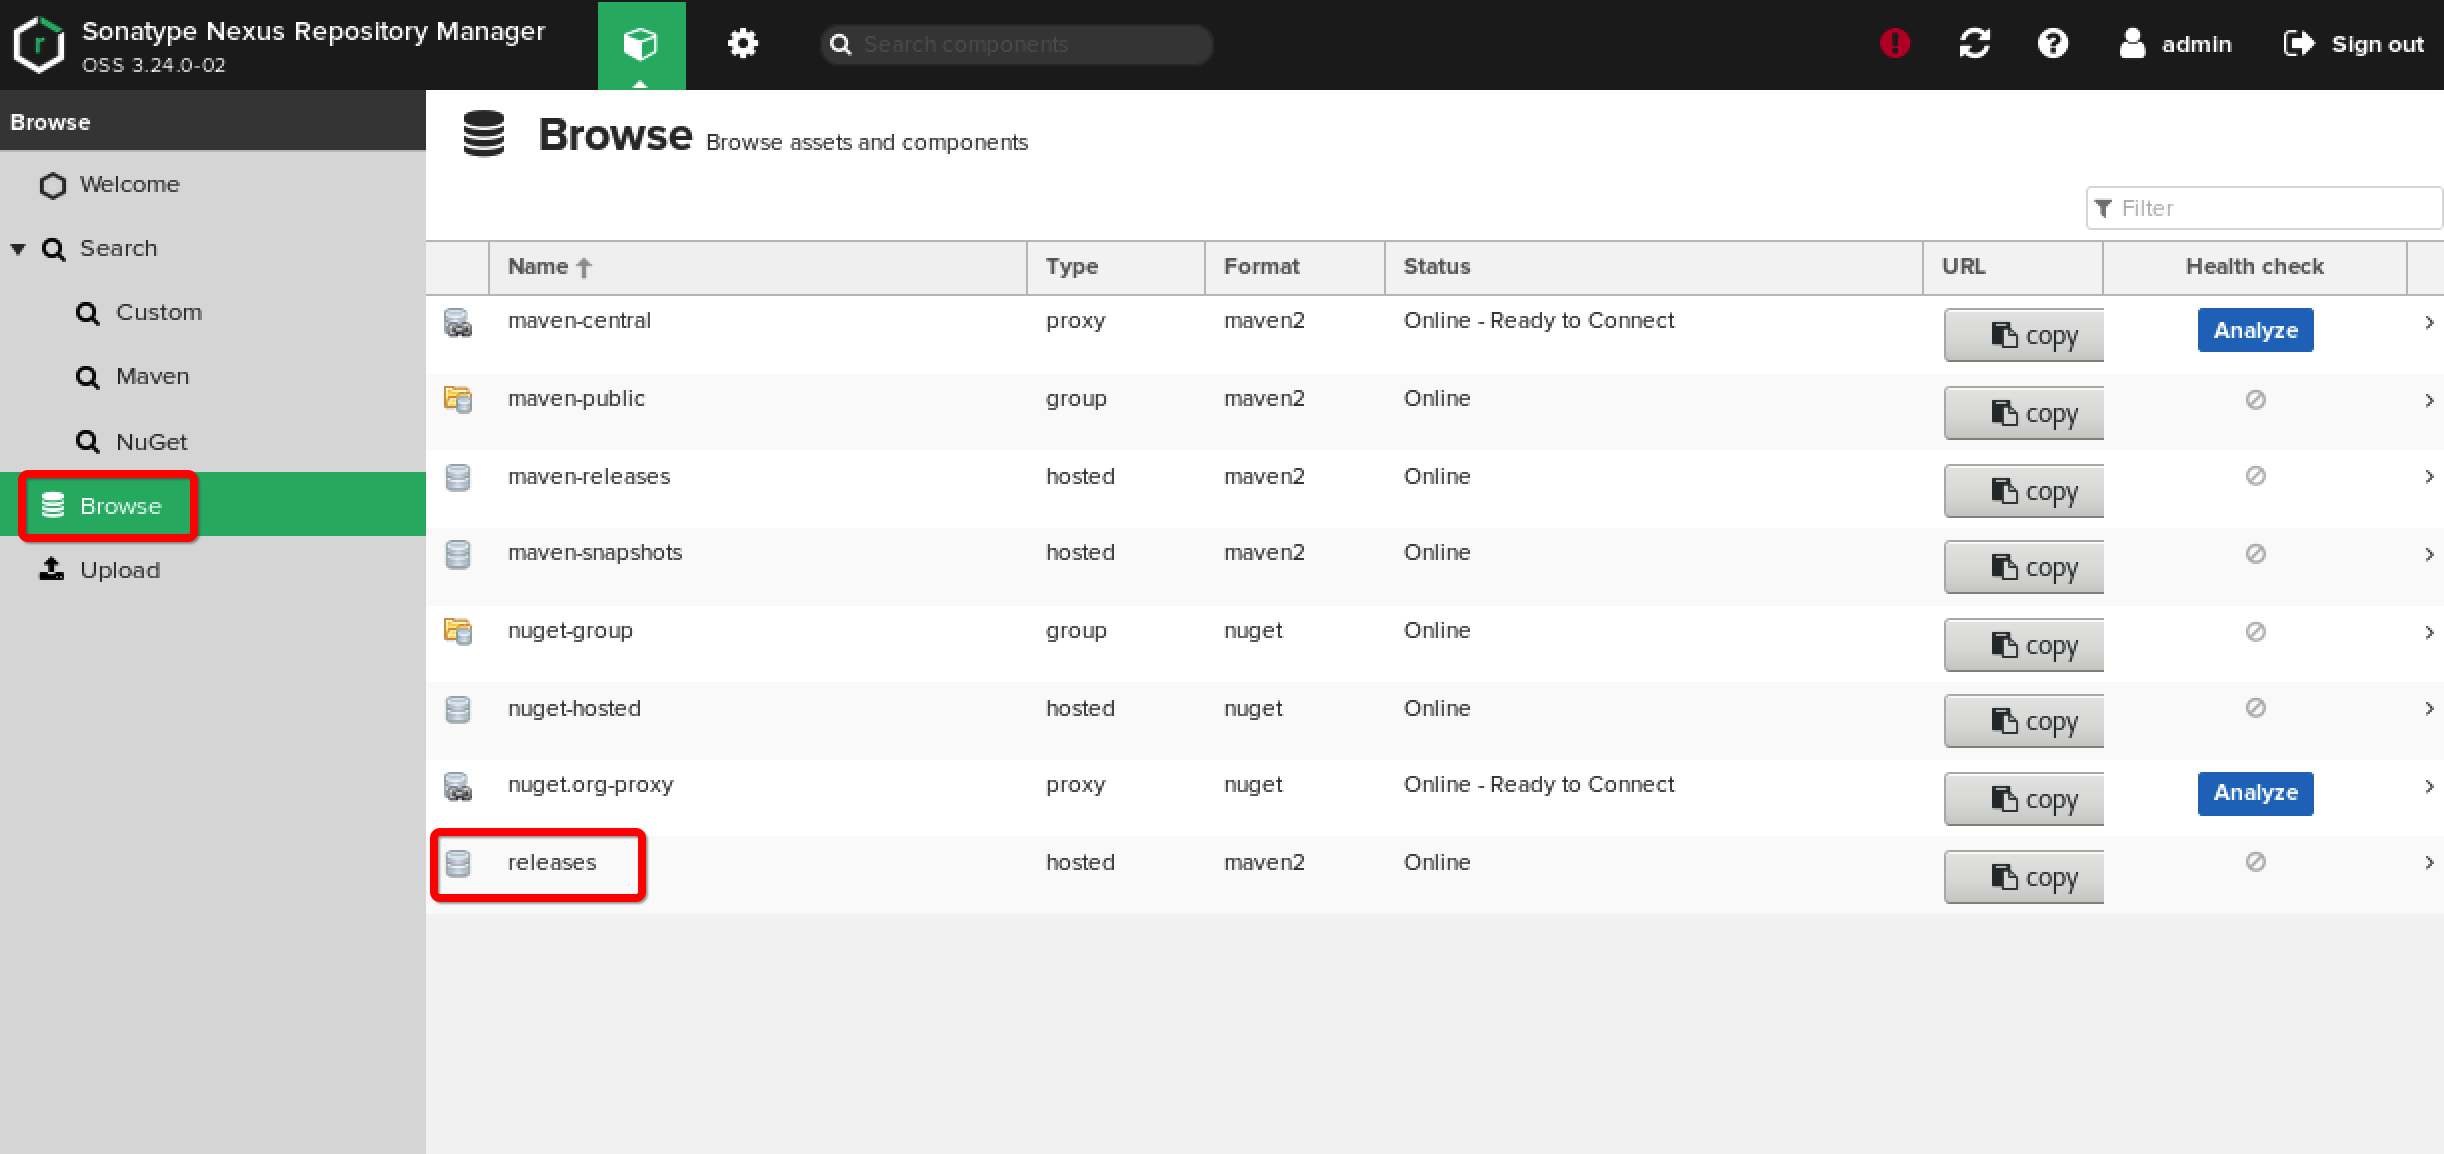 Sonatype Nexus Repository Manager
OSS 3.24.0-02
Search components
admin
Sign out
Browse
Welcome
Search
Custom
Maven
NuGet
Browse
Upload
Browse Browse assets and components
Filter
Name Type Format Status URL Health check
maven-central proxy maven2 Online - Ready to Connect copy Analyze
maven-public group maven2 Online copy
maven-releases hosted maven2 Online copy
maven-snapshots hosted maven2 Online copy
nuget-group group nuget Online copy
nuget-hosted hosted nuget Online copy
nuget.org-proxy proxy nuget Online - Ready to Connect copy Analyze
releases hosted maven2 Online copy